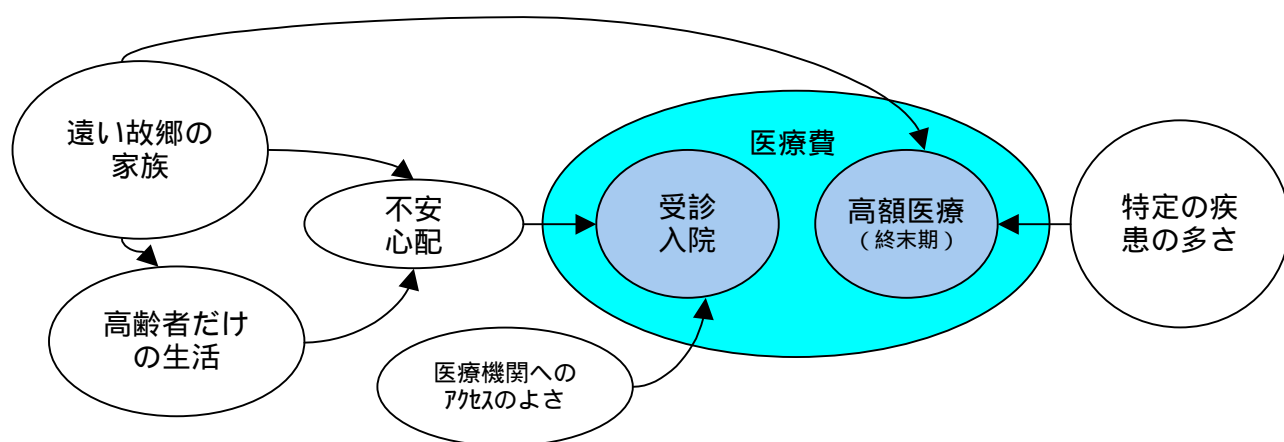 遠い故郷の
家族
医療費
不安
心配
受診
入院
高額医療
（終末期）
特定の疾
患の多さ
高齢者だけ
の生活
医療機関への
ｱｸｾｽのよさ